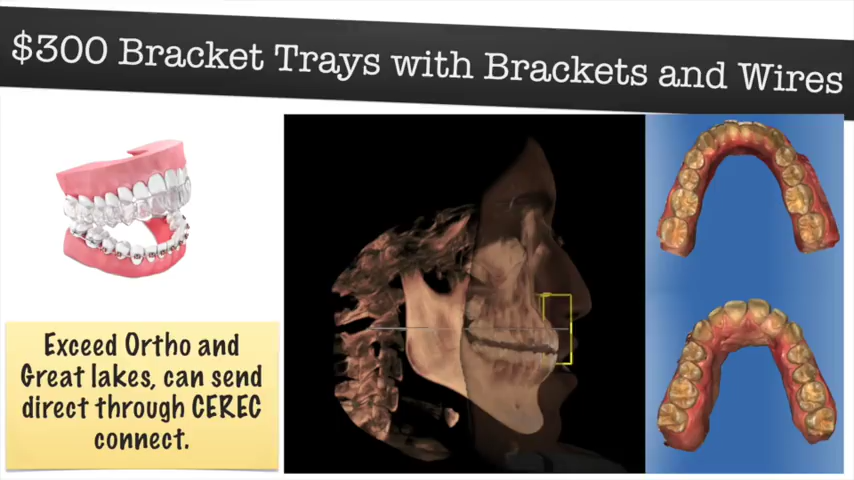 $300 Bracket Trays with Brackets and Wires
Exceed Ortho and
Great lakes, can send
direct through CEREC
connect.